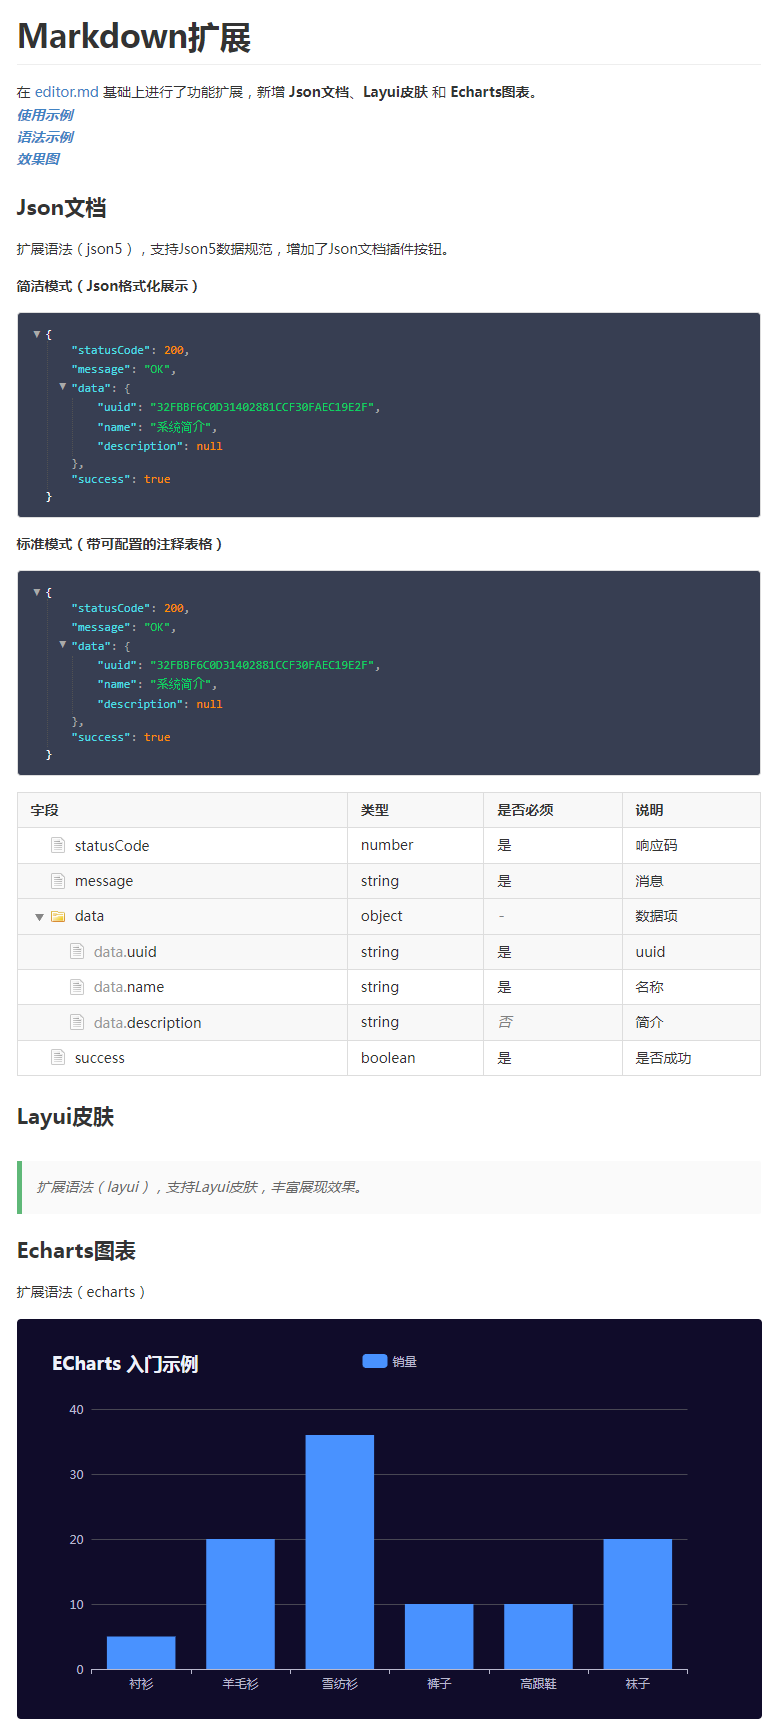 Markdown扩展
在 editor.md 基础上进行了功能扩展，新增 Json文档、Layui皮肤 和 Echarts图表。
使用示例
语法示例
效果图
Json文档
扩展语法（json5），支持Json5数据规范，增加了Json文档插件按钮。
简洁模式（Json格式化展示）
{
"statusCode": 200,
"message": "OK",
"data": {
"uuid": "32FBBF6C0D31402881CCF30FAEC19E2F",
"name": "系统简介",
"description": null
},
"success": true
}
标准模式（带可配置的注释表格）
{
"statusCode": 200,
"message": "OK",
"data": {
"uuid": "32FBBF6C0D31402881CCF30FAEC19E2F",
"name": "系统简介",
"description": null
},
"success": true
}
字段 类型 是否必须 说明
statusCode number 是 响应码
message string 是 消息
data object - 数据项
data.uuid string 是 uuid
data.name string 是 名称
data.description string 否 简介
success boolean 是 是否成功
Layui皮肤
扩展语法（layui），支持Layui皮肤，丰富展现效果。
Echarts图表
扩展语法（echarts）
ECharts 入门示例 销量
40
30
20
10
0
衬衫 羊毛衫 雪纺衫 裤子 高跟鞋 袜子